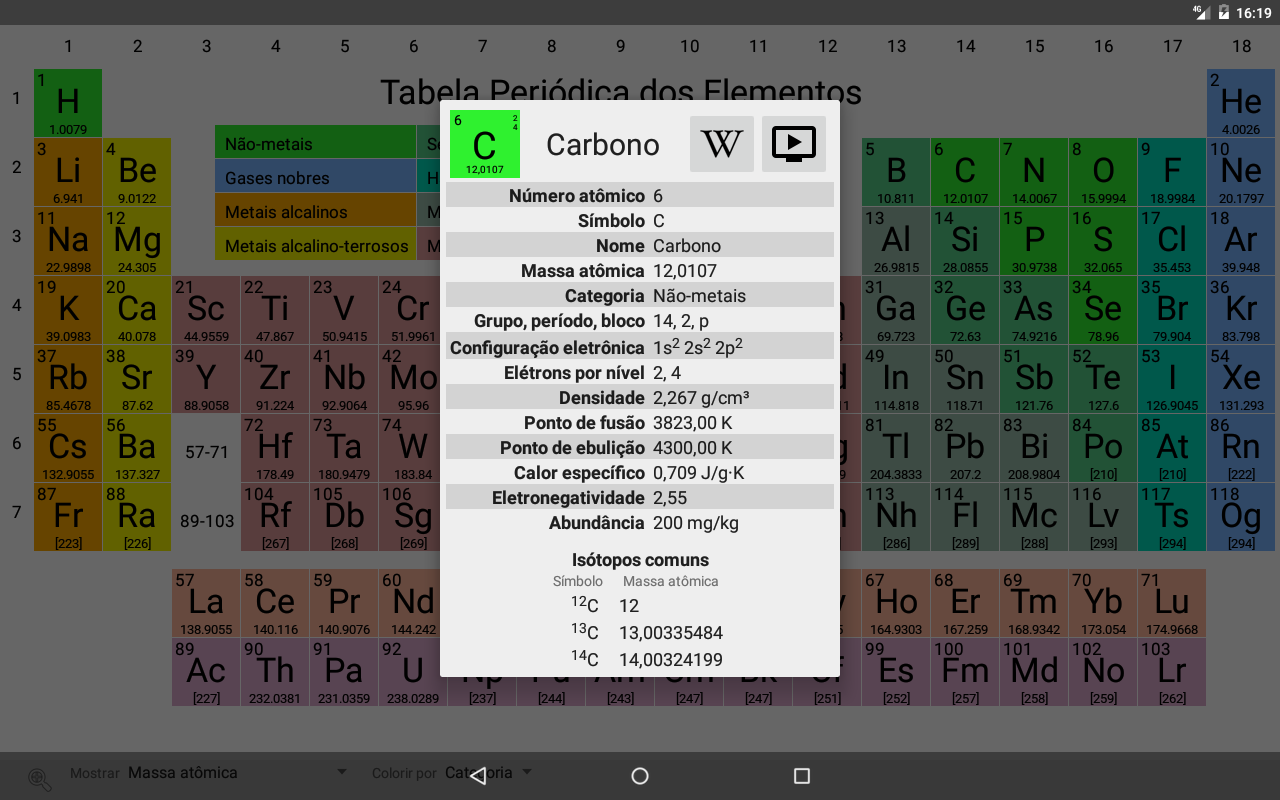 4G 16:19
1 2 3 4 5 6 7 8 9 10 11 12 13 14 15 16 17 18
Tabela Periódica dos Elementos
1
1 H 1.0079
2 He 4.0026
6 C 12,0107 2 4
Carbono
W
Não-metais
Gases nobres
Metais alcalinos
Metais alcalino-terrosos
2
3 Li 6.941
4 Be 9.0122
5 B 10.811
6 C 12.0107
7 N 14.0067
8 O 15.9994
9 F 18.9984
10 Ne 20.1797
3
11 Na 22.9898
12 Mg 24.305
13 Al 26.9815
14 Si 28.0855
15 P 30.9738
16 S 32.065
17 Cl 35.453
18 Ar 39.948
4
19 K 39.0983
20 Ca 40.078
21 Sc 44.9559
22 Ti 47.867
23 V 50.9415
24 Cr 51.9961
31 Ga 69.723
32 Ge 72.63
33 As 74.9216
34 Se 78.96
35 Br 79.904
36 Kr 83.798
5
37 Rb 85.4678
38 Sr 87.62
39 Y 88.9058
40 Zr 91.224
41 Nb 92.9064
42 Mo 95.96
49 In 114.818
50 Sn 118.71
51 Sb 121.76
52 Te 127.6
53 I 126.9045
54 Xe 131.293
6
55 Cs 132.9055
56 Ba 137.327
57-71
72 Hf 178.49
73 Ta 180.9479
74 W 183.84
81 Tl 204.3833
82 Pb 207.2
83 Bi 208.9804
84 Po [210]
85 At [210]
86 Rn [222]
7
87 Fr [223]
88 Ra [226]
89-103
104 Rf [267]
105 Db [268]
106 Sg [269]
113 Nh [286]
114 Fl [289]
115 Mc [288]
116 Lv [293]
117 Ts [294]
118 Og [294]
57 La 138.9055
58 Ce 140.116
59 Pr 140.9076
60 Nd 144.242
67 Ho 164.9303
68 Er 167.259
69 Tm 168.9342
70 Yb 173.054
71 Lu 174.9668
89 Ac [227]
90 Th 232.0381
91 Pa 231.0359
92 U 238.0289
[237]
[244]
[243]
[247]
[247]
[251]
99 Es [252]
100 Fm [257]
101 Md [258]
102 No [259]
103 Lr [262]
Número atômico 6
Símbolo C
Nome Carbono
Massa atômica 12,0107
Categoria Não-metais
Grupo, período, bloco 14, 2, p
Configuração eletrônica 1s² 2s² 2p²
Elétrons por nível 2, 4
Densidade 2,267 g/cm³
Ponto de fusão 3823,00 K
Ponto de ebulição 4300,00 K
Calor específico 0,709 J/g·K
Eletronegatividade 2,55
Abundância 200 mg/kg
Isótopos comuns
Símbolo Massa atômica
¹²C 12
¹³C 13,00335484
¹⁴C 14,00324199
Mostrar Massa atômica Colorir por Categoria